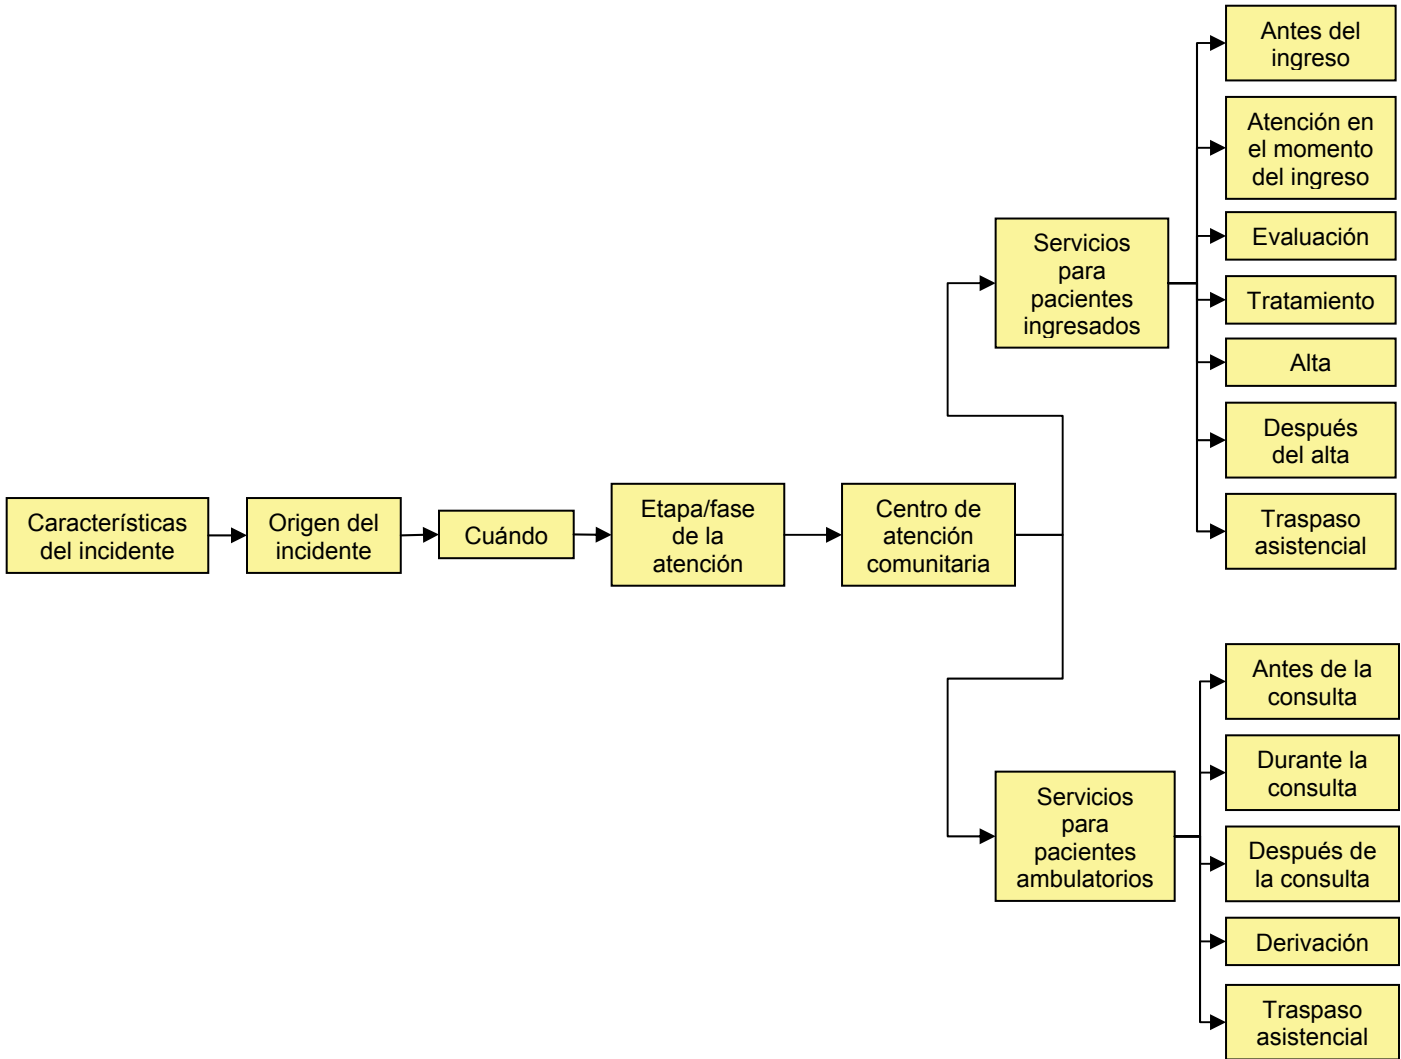 Características
del incidente
Origen del
incidente
Cuándo
Etapa/fase
de la
atención
Centro de
atención
comunitaria
Servicios
para
pacientes
ingresados
Antes del
ingreso
Atención en
el momento
del ingreso
Evaluación
Tratamiento
Alta
Después
del alta
Traspaso
asistencial
Servicios
para
pacientes
ambulatorios
Antes de la
consulta
Durante la
consulta
Después de
la consulta
Derivación
Traspaso
asistencial